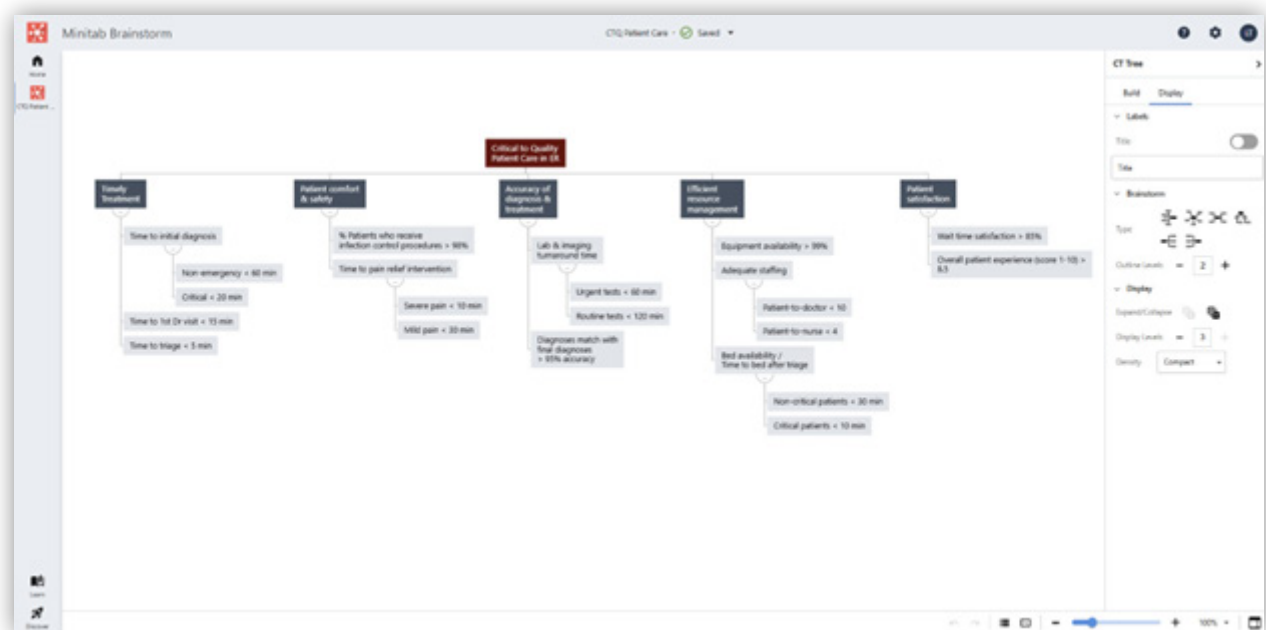 Minitab Brainstorm
CTQ Patient Care
Saved
Home
CTQ Patient ...
Critical to Quality
Patient Care in ER
Timely
Treatment
Time to initial diagnosis
Non-emergency < 60 min
Critical < 20 min
Time to 1st Dr visit < 15 min
Time to triage < 5 min
Patient comfort
& safety
% Patients who receive
infection control procedures > 98%
Time to pain relief intervention
Severe pain < 10 min
Mild pain < 30 min
Accuracy of
diagnosis &
treatment
Lab & imaging
turnaround time
Urgent tests < 60 min
Routine tests < 120 min
Diagnoses match with
final diagnoses
> 95% accuracy
Efficient
resource
management
Equipment availability > 99%
Adequate staffing
Patient-to-doctor < 10
Patient-to-nurse < 4
Bed availability /
Time to bed after triage
Non-critical patients < 30 min
Critical patients < 10 min
Patient
satisfaction
Wait time satisfaction > 85%
Overall patient experience (score 1-10) >
8.5
CT Tree
Build
Display
Labels
Title
Title
Brainstorm
Type
Outline Levels
2
Display
Expand/Collapse
Display Levels
3
Density
Compact
Learn
Discover
100%